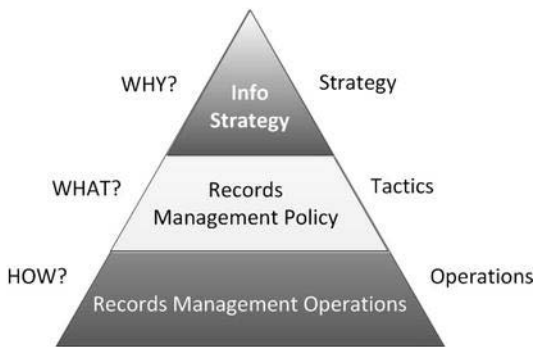 WHY?
Info
Strategy
Strategy
WHAT?
Records
Management Policy
Tactics
HOW?
Records Management Operations
Operations